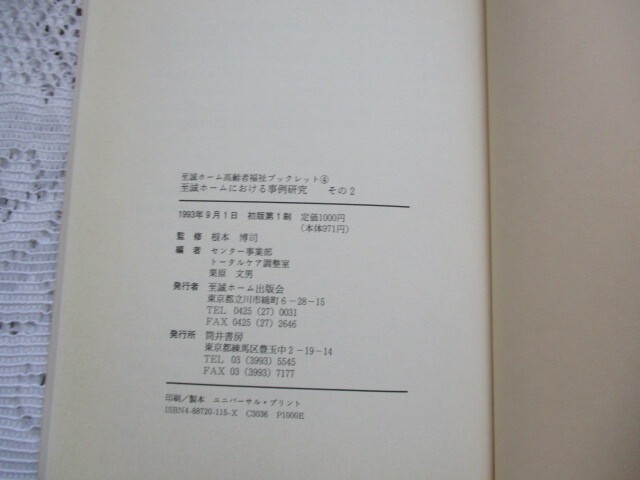 至誠ホーム高齢者福祉ブックレット④
至誠ホームにおける事例研究　その2
1993年9月1日　初版第1刷　定価1000円
(本体971円)
監修　根本　博司
編者　センター事業部
トータルケア調整室
栗原　文男
発行者　至誠ホーム出版会
東京都立川市錦町6－28－15
TEL　0425 (27) 0031
FAX　0425 (27) 2646
発行所　筒井書房
東京都練馬区豊玉中2－19－14
TEL　03 (3993) 5545
FAX　03 (3993) 7177
印刷／製本　ユニバーサル・プリント
ISBN4-88720-115-X　C3036　P1000E